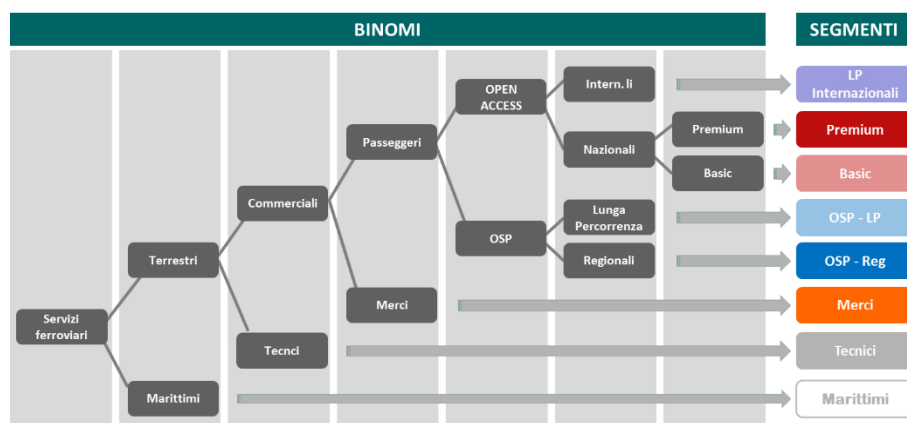 BINOMI
SEGMENTI
Servizi
ferroviari
Terrestri
Marittimi
Commerciali
Tecnci
Passeggeri
Merci
OPEN
ACCESS
OSP
Intern.li
Nazionali
Lunga
Percorrenza
Regionali
Premium
Basic
LP
Internazionali
Premium
Basic
OSP - LP
OSP - Reg
Merci
Tecnici
Marittimi